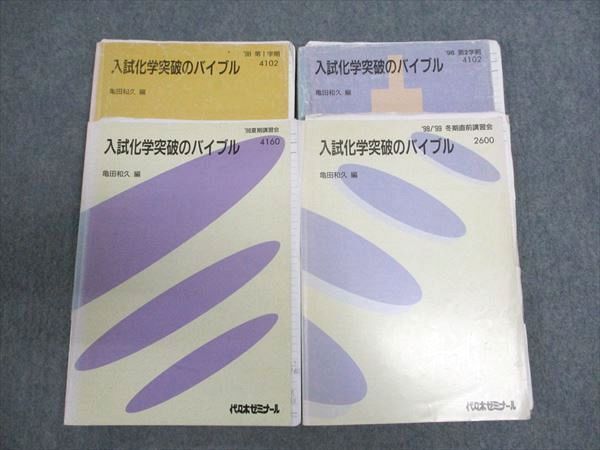 '98 第1学期
入試化学突破のバイブル
4102
亀田和久 編
'98 第2学期
入試化学突破のバイブル
4102
亀田和久 編
'98夏期講習会
入試化学突破のバイブル
4160
亀田和久 編
代々木ゼミナール
'98/'99 冬期直前講習会
入試化学突破のバイブル
2600
亀田和久 編
代々木ゼミナール